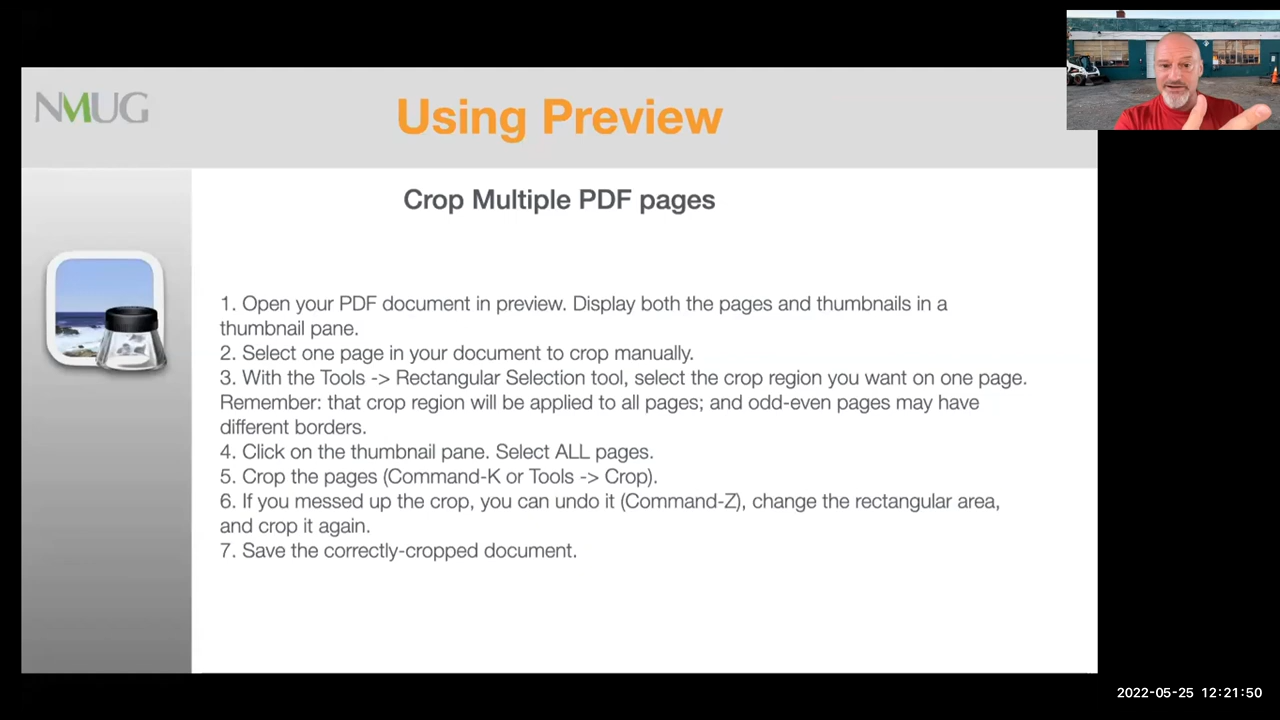 NMUG
Using Preview
Crop Multiple PDF pages
1. Open your PDF document in preview. Display both the pages and thumbnails in a
thumbnail pane.
2. Select one page in your document to crop manually.
3. With the Tools -> Rectangular Selection tool, select the crop region you want on one page.
Remember: that crop region will be applied to all pages; and odd-even pages may have
different borders.
4. Click on the thumbnail pane. Select ALL pages.
5. Crop the pages (Command-K or Tools -> Crop).
6. If you messed up the crop, you can undo it (Command-Z), change the rectangular area,
and crop it again.
7. Save the correctly-cropped document.
2022-05-25 12:21:50